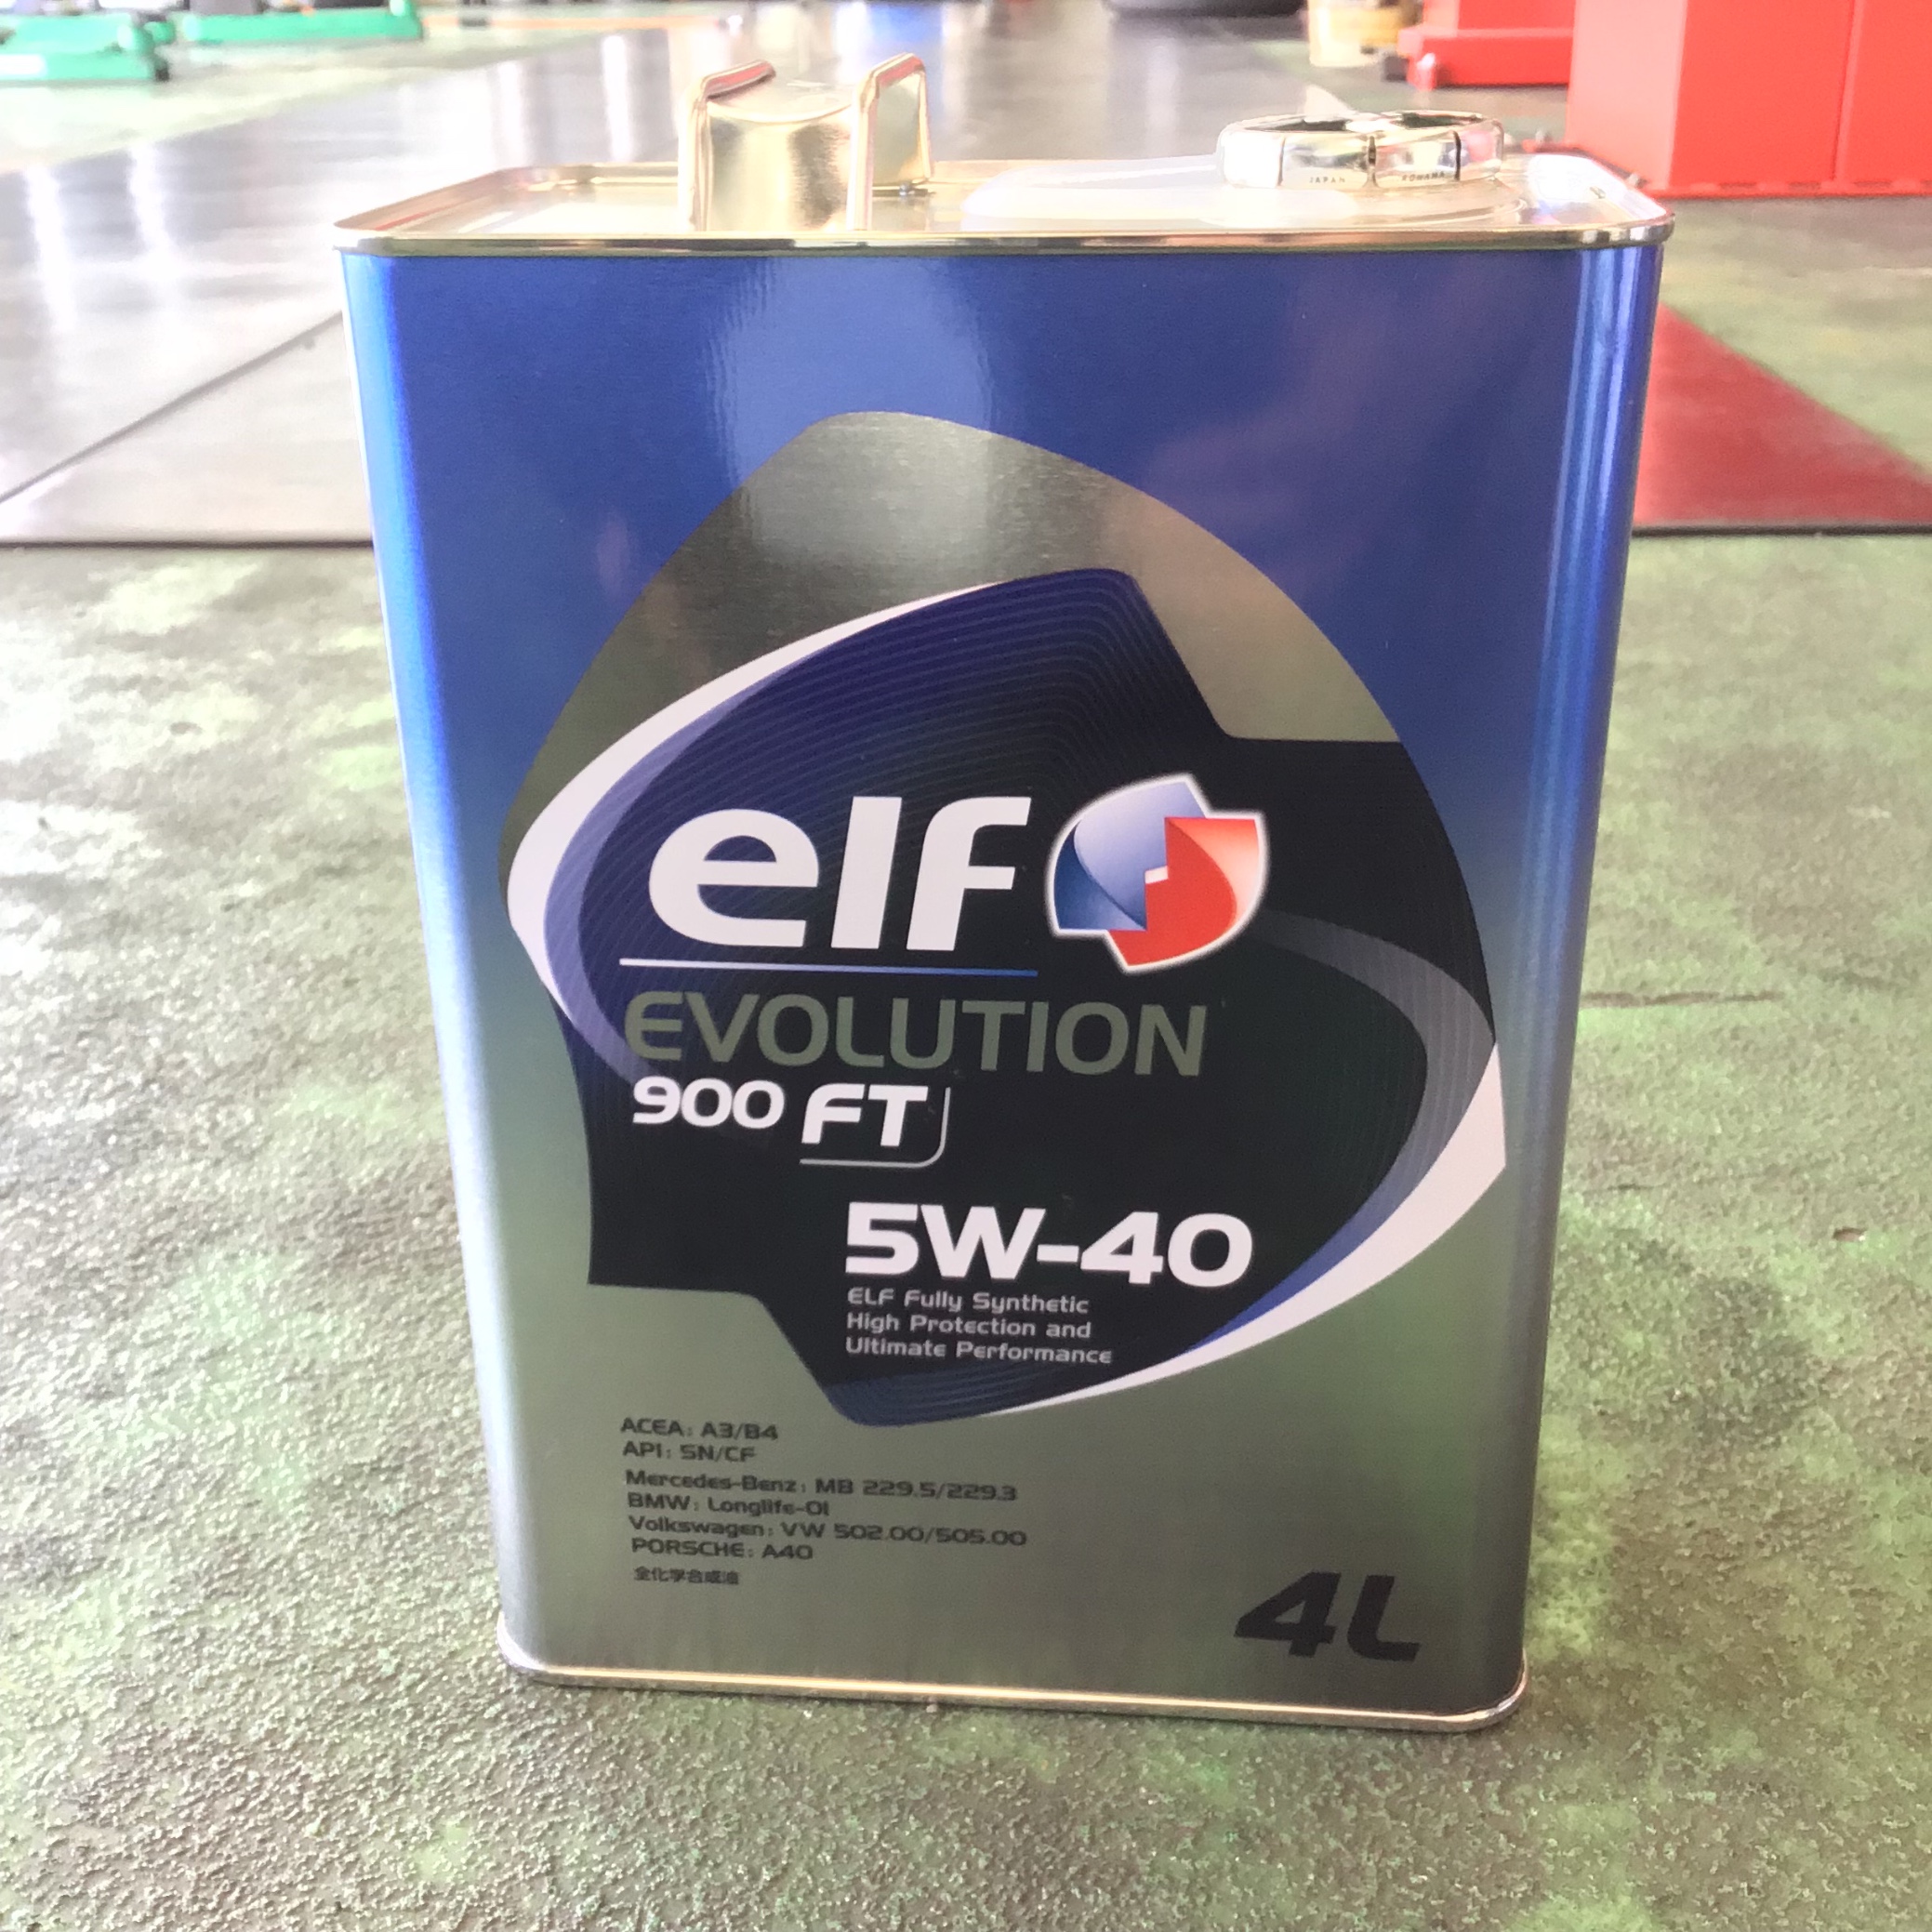 JAPAN
elf
EVOLUTION
900 FT
5W-40
ELF Fully Synthetic
High Protection and
Ultimate Performance
ACEA: A3/B4
API: SN/CF
Mercedes-Benz: MB 229.5/229.3
BMW: Longlife-01
Volkswagen: VW 502.00/505.00
PORSCHE: A40
全化学合成油
4L